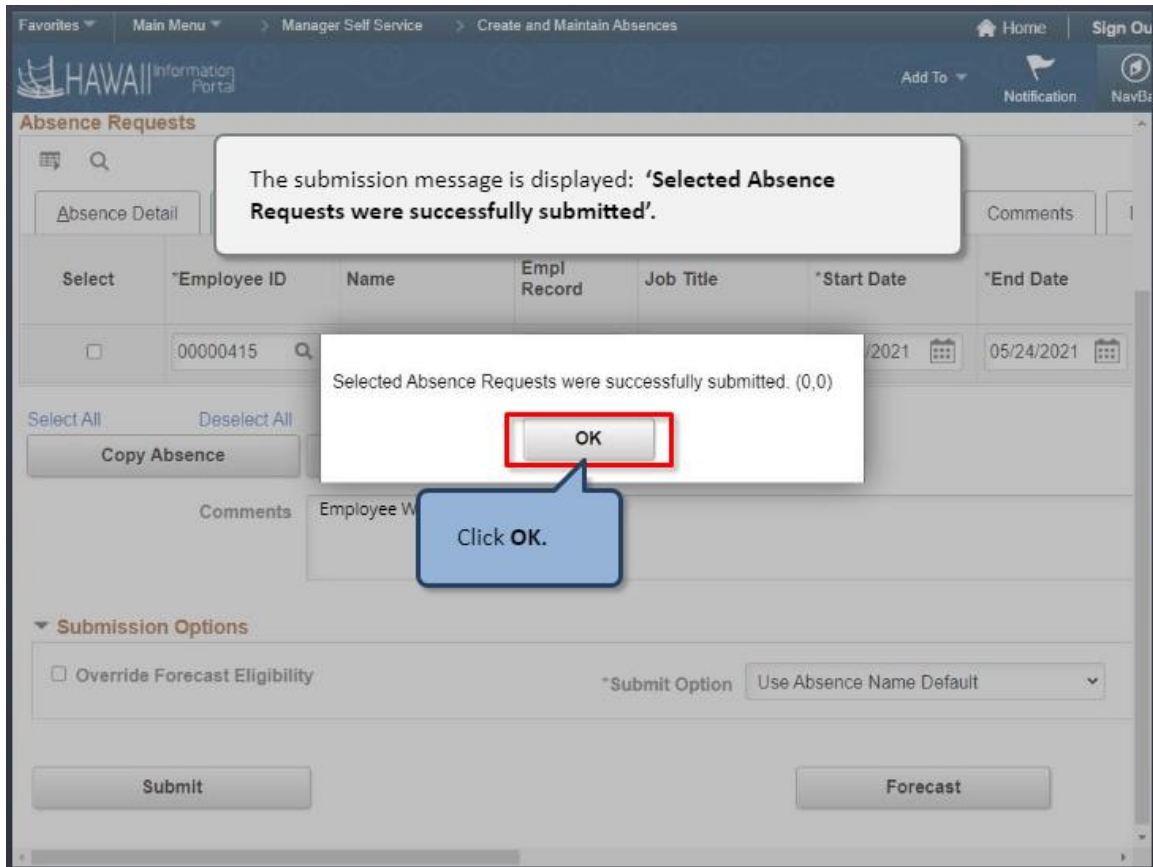 Favorites Main Menu > Manager Self Service > Create and Maintain Absences Home Sign Ou
HAWAII Information Portal Add To Notification NavBa
Absence Requests
The submission message is displayed: ‘Selected Absence
Requests were successfully submitted’.
Absence Detail Comments
Select *Employee ID Name Empl Record Job Title *Start Date *End Date
00000415 /2021 05/24/2021
Selected Absence Requests were successfully submitted. (0,0)
OK
Select All Deselect All
Copy Absence
Comments Employee W
Click OK.
Submission Options
Override Forecast Eligibility *Submit Option Use Absence Name Default
Submit Forecast